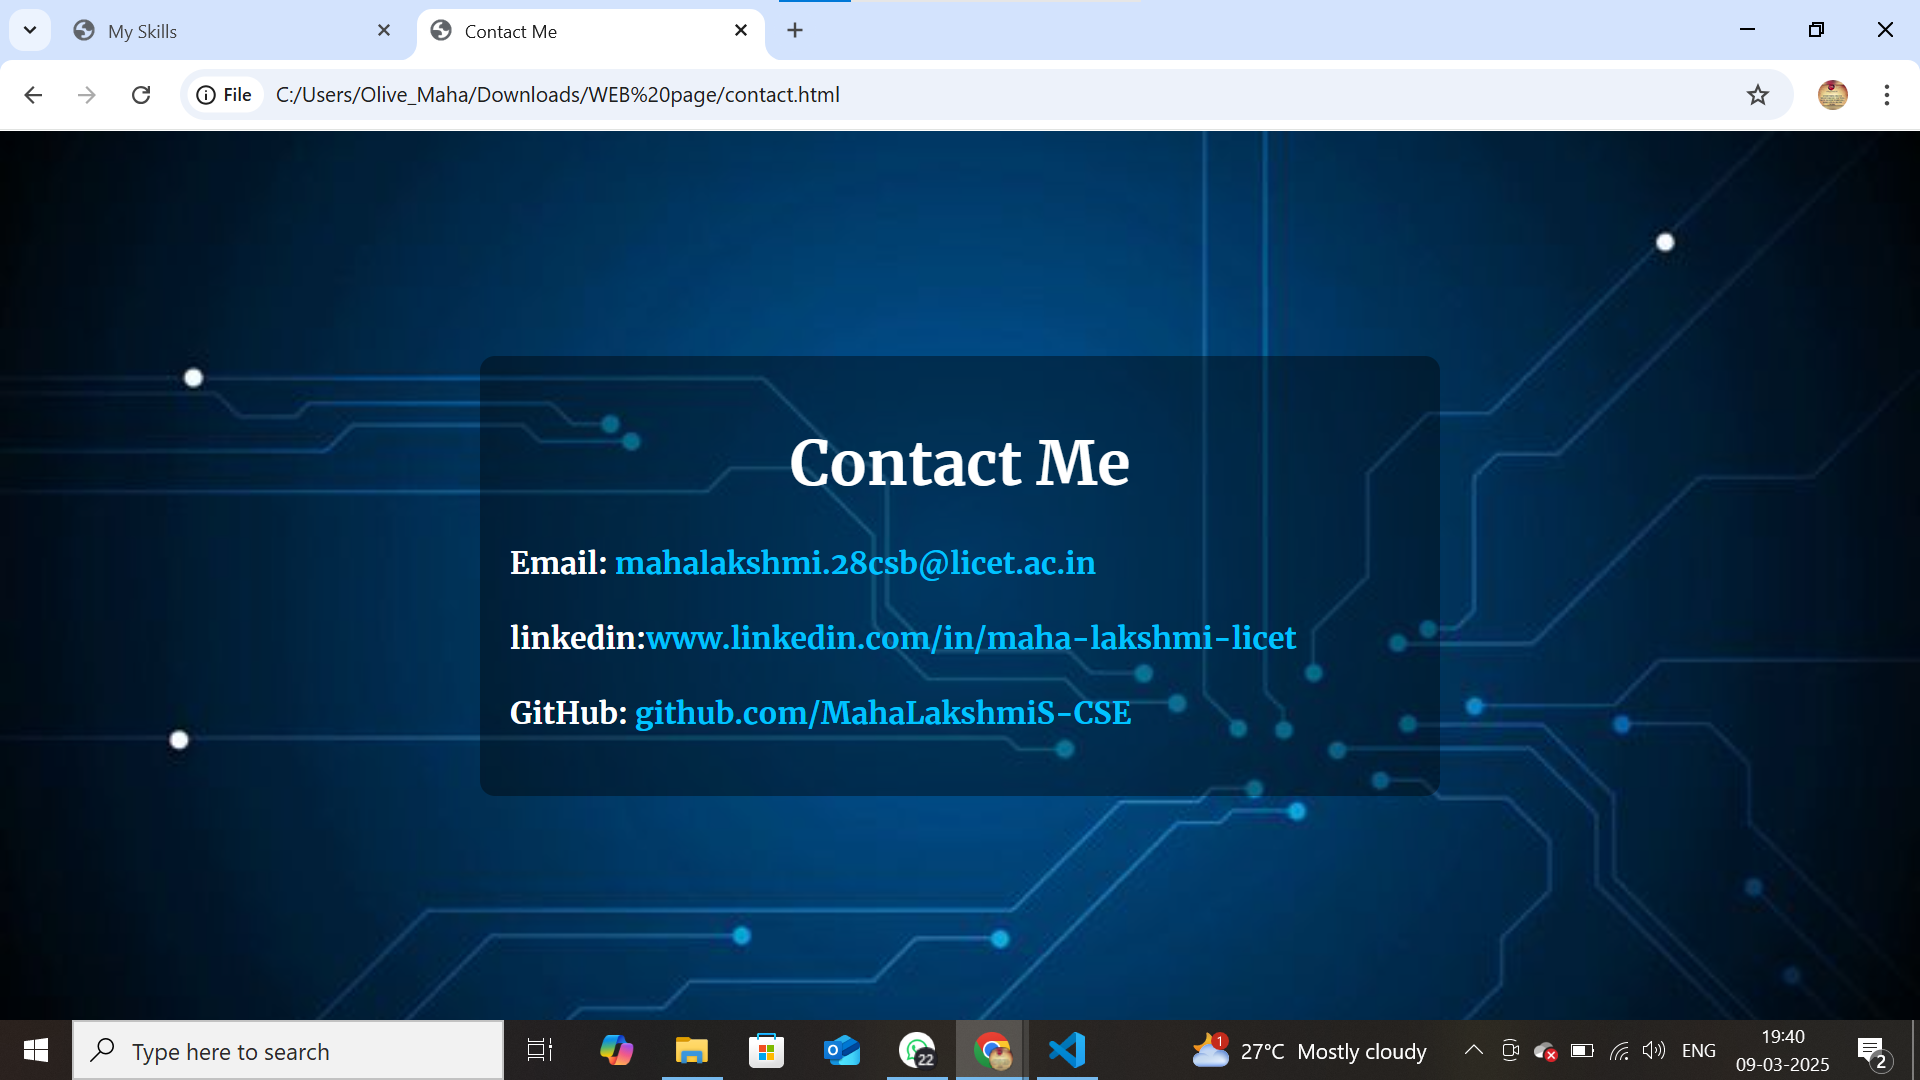 My Skills
Contact Me
File
C:/Users/Olive_Maha/Downloads/WEB%20page/contact.html
Contact Me
Email: mahalakshmi.28csb@licet.ac.in
linkedin:www.linkedin.com/in/maha-lakshmi-licet
GitHub: github.com/MahaLakshmiS-CSE
Type here to search
22
1
27°C Mostly cloudy
ENG
19:40
09-03-2025
2